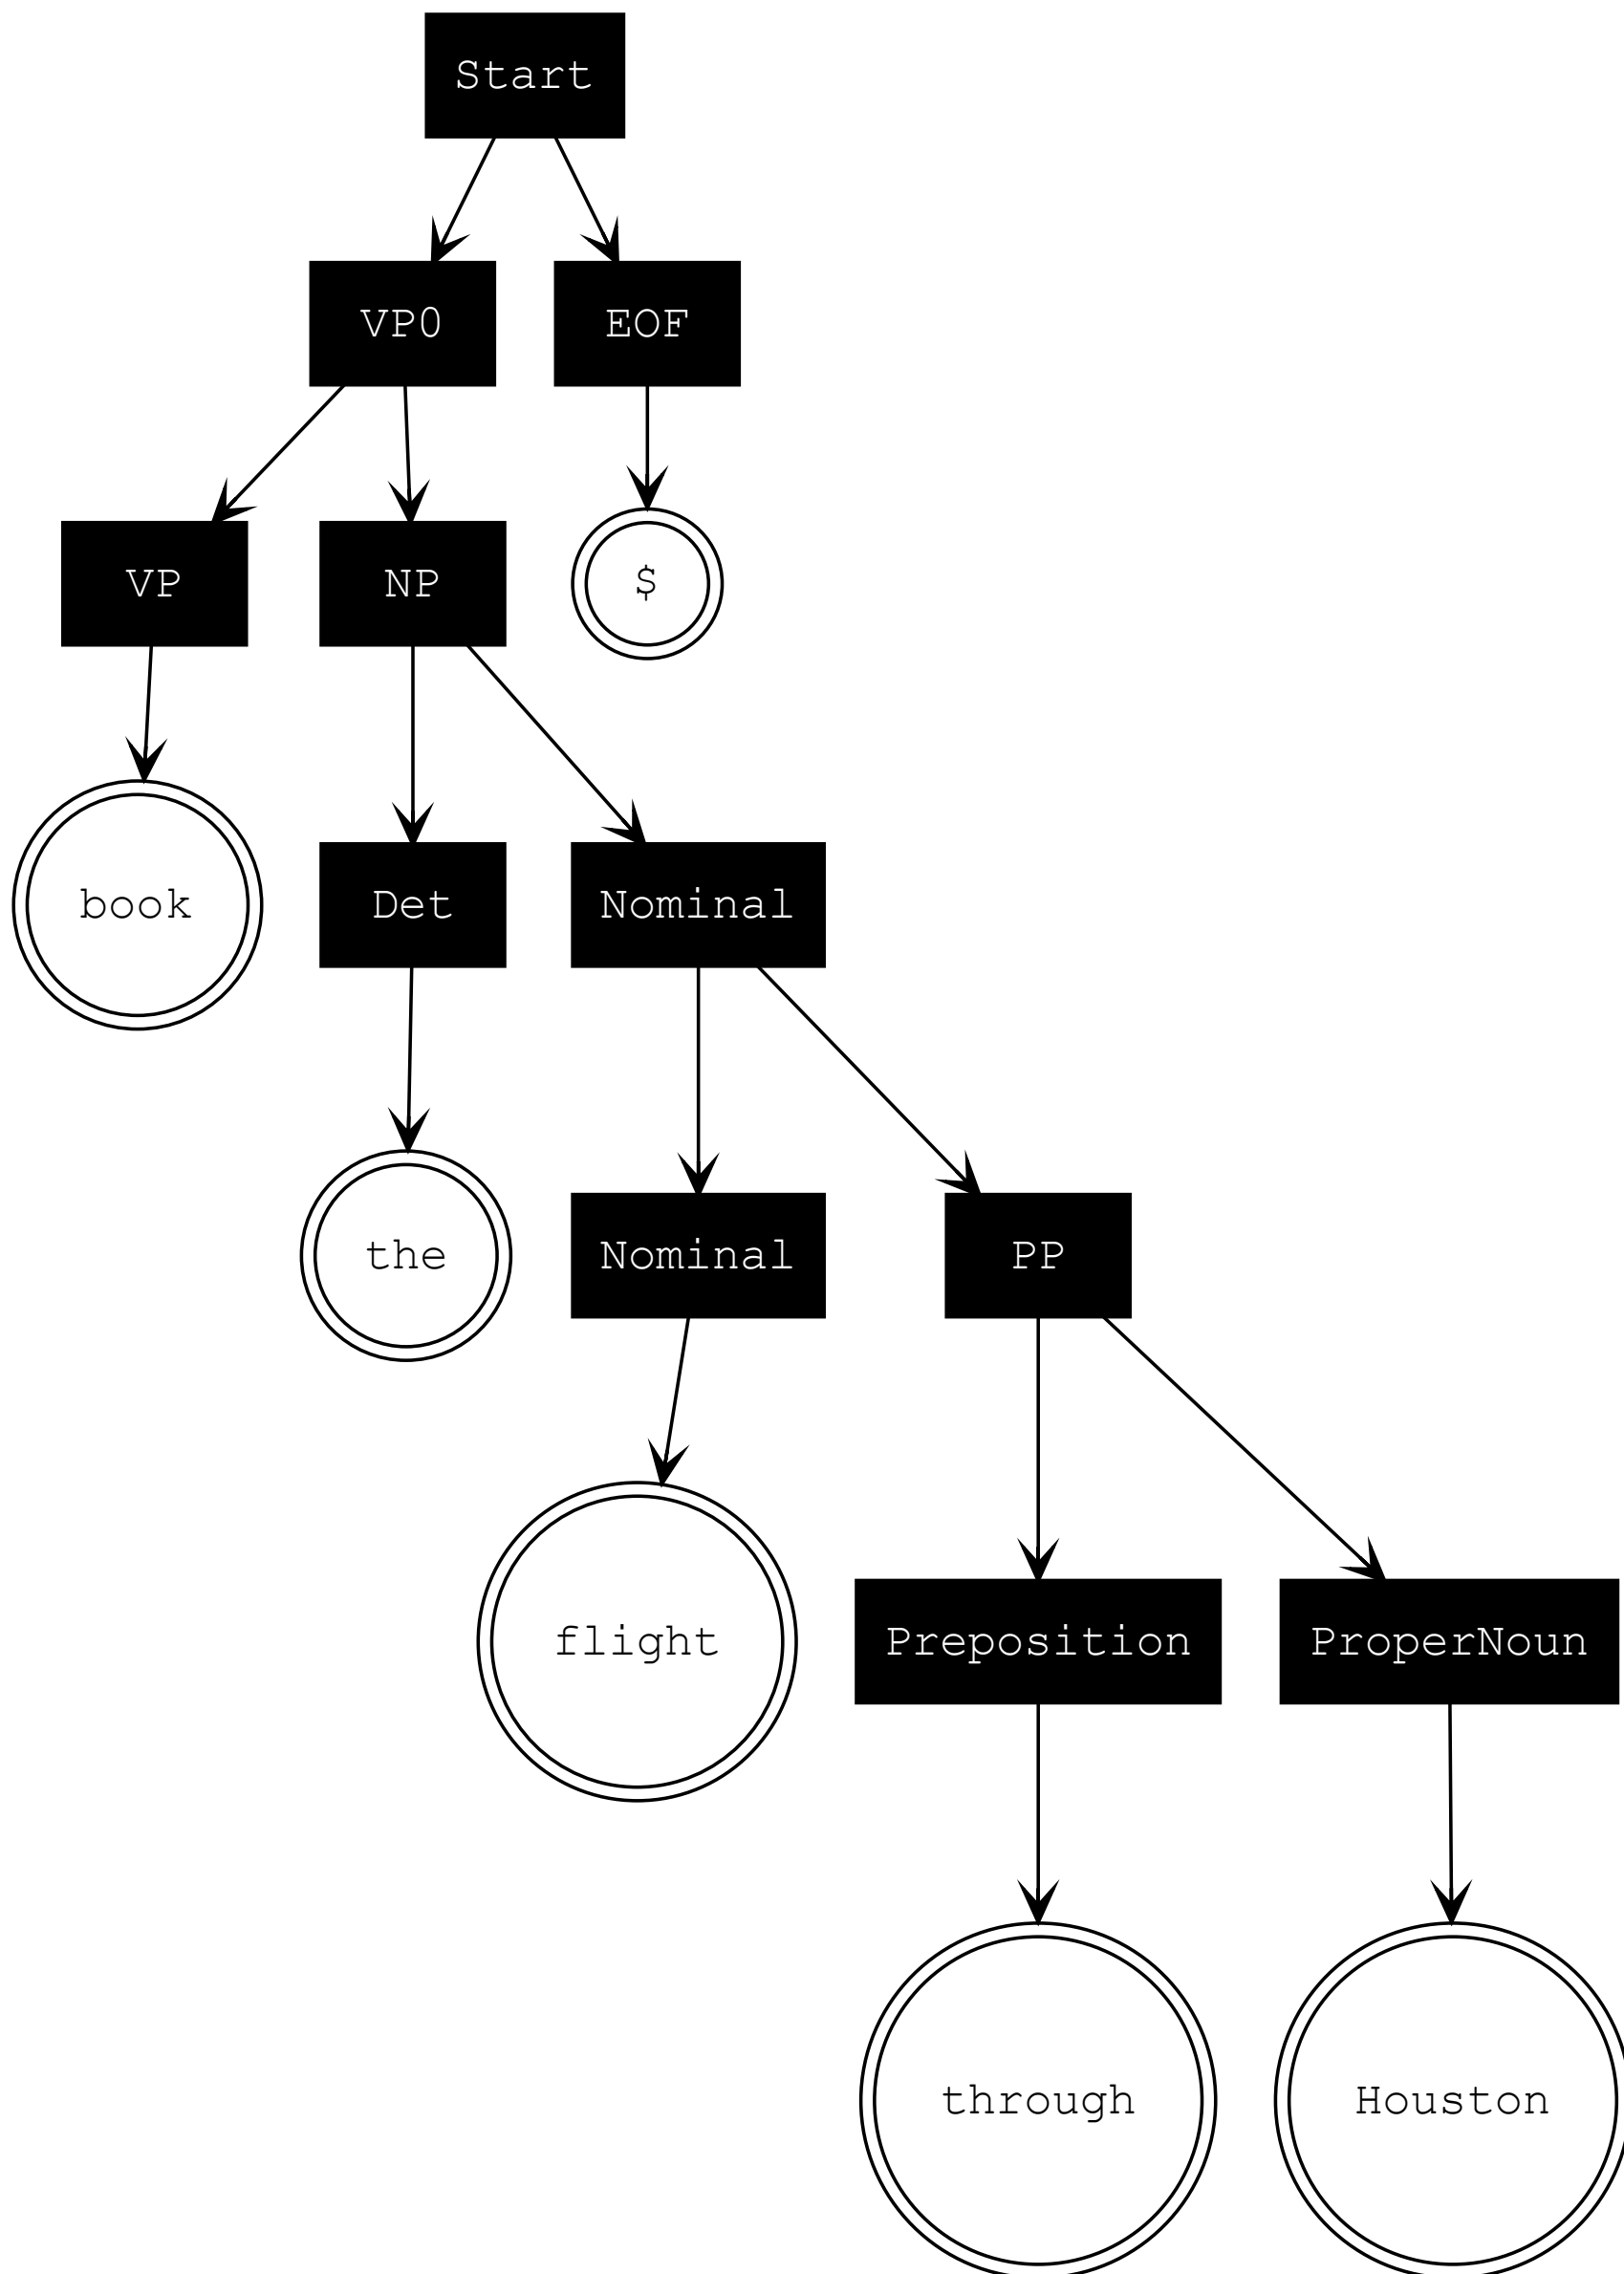 Start
VP0
EOF
VP
NP
$
book
Det
Nominal
the
Nominal
PP
flight
Preposition
ProperNoun
through
Houston